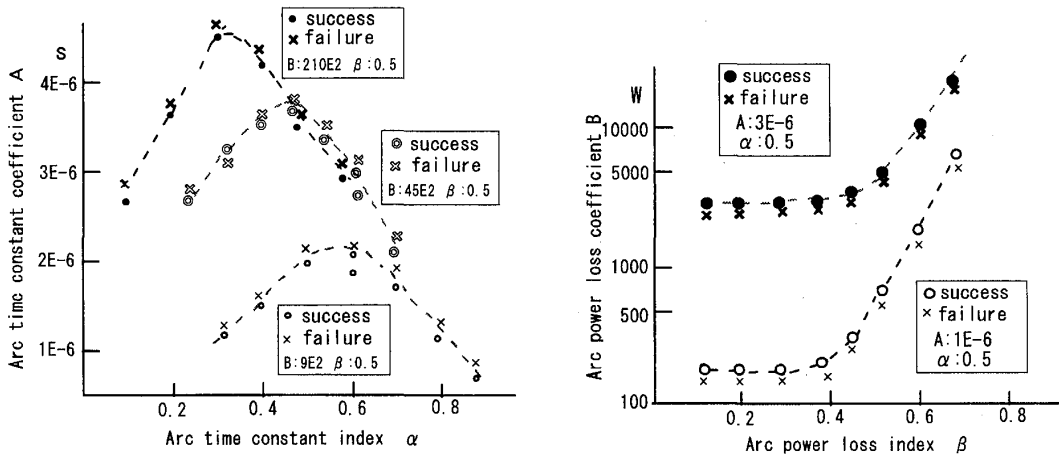 S
Arc time constant coefficient A
4E-6
3E-6
2E-6
1E-6
success
failure
B:210E2 β:0.5
success
failure
B:45E2 β:0.5
success
failure
B:9E2 β:0.5
0.2 0.4 0.6 0.8
Arc time constant index α
W
Arc power loss coefficient B
10000
5000
1000
500
100
success
failure
A:3E-6
α:0.5
success
failure
A:1E-6
α:0.5
0.2 0.4 0.6 0.8
Arc power loss index β